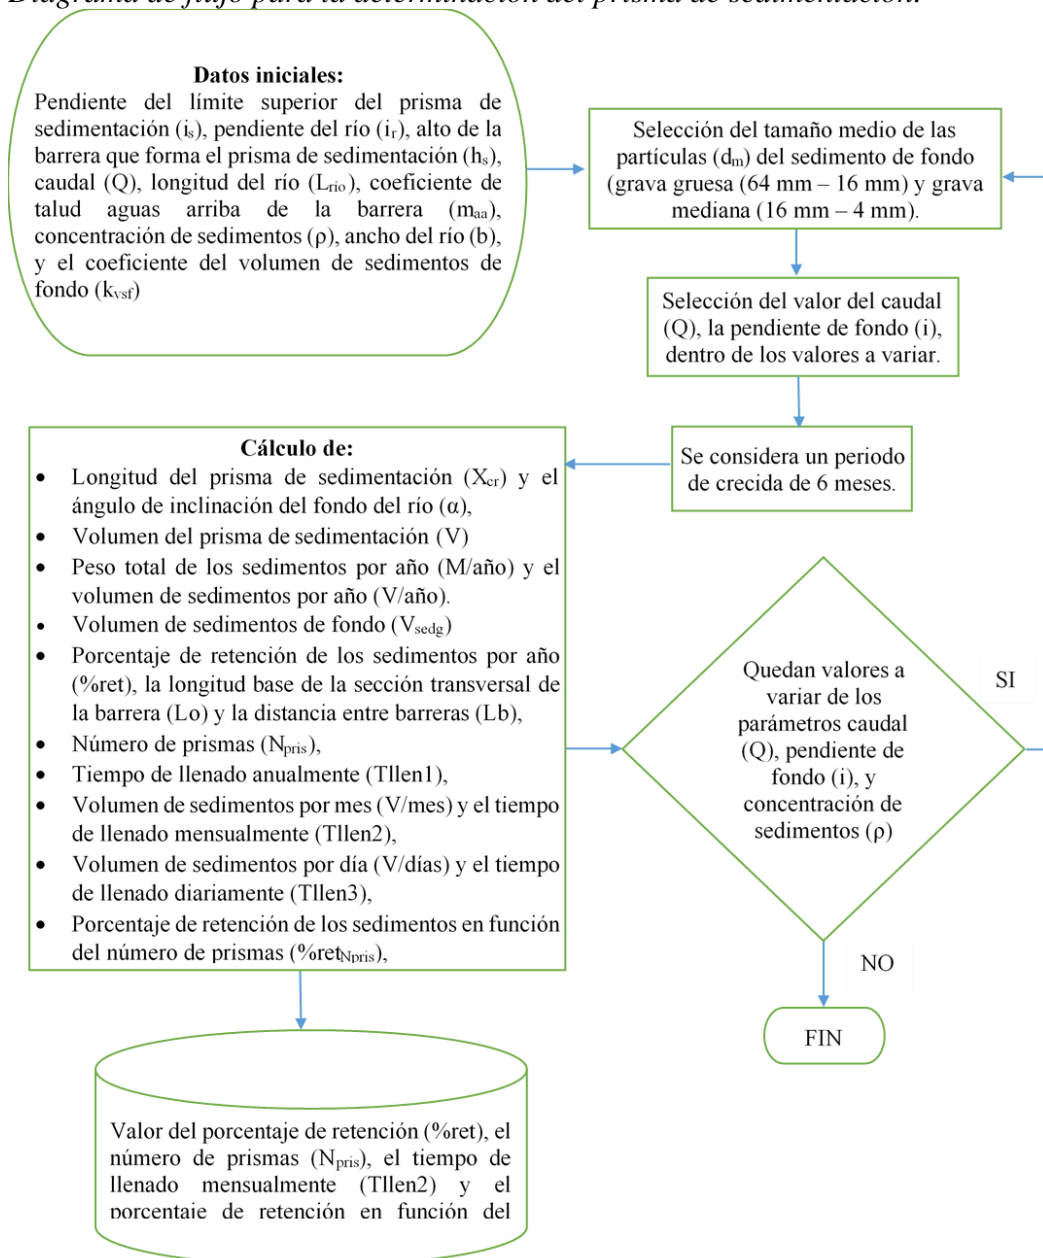 Diagrama de flujo para la determinación del prisma de sedimentación.
Datos iniciales:
Pendiente del límite superior del prisma de
sedimentación (is), pendiente del río (ir), alto de la
barrera que forma el prisma de sedimentación (hs),
caudal (Q), longitud del río (Lrio), coeficiente de
talud aguas arriba de la barrera (maa),
concentración de sedimentos (ρ), ancho del río (b),
y el coeficiente del volumen de sedimentos de
fondo (kvsf)
Selección del tamaño medio de las
partículas (dm) del sedimento de fondo
(grava gruesa (64 mm – 16 mm) y grava
mediana (16 mm – 4 mm).
Selección del valor del caudal
(Q), la pendiente de fondo (i),
dentro de los valores a variar.
Se considera un periodo
de crecida de 6 meses.
Cálculo de:
• Longitud del prisma de sedimentación (Xcr) y el
ángulo de inclinación del fondo del río (α),
• Volumen del prisma de sedimentación (V)
• Peso total de los sedimentos por año (M/año) y el
volumen de sedimentos por año (V/año).
• Volumen de sedimentos de fondo (Vsedg)
• Porcentaje de retención de los sedimentos por año
(%ret), la longitud base de la sección transversal de
la barrera (Lo) y la distancia entre barreras (Lb),
• Número de prismas (Npris),
• Tiempo de llenado anualmente (Tllen1),
• Volumen de sedimentos por mes (V/mes) y el tiempo
de llenado mensualmente (Tllen2),
• Volumen de sedimentos por día (V/días) y el tiempo
de llenado diariamente (Tllen3),
• Porcentaje de retención de los sedimentos en función
del número de prismas (%retNpris),
Quedan valores a
variar de los
parámetros caudal
(Q), pendiente de
fondo (i), y
concentración de
sedimentos (ρ)
SI
NO
FIN
Valor del porcentaje de retención (%ret), el
número de prismas (Npris), el tiempo de
llenado mensualmente (Tllen2) y el
porcentaje de retención en función del